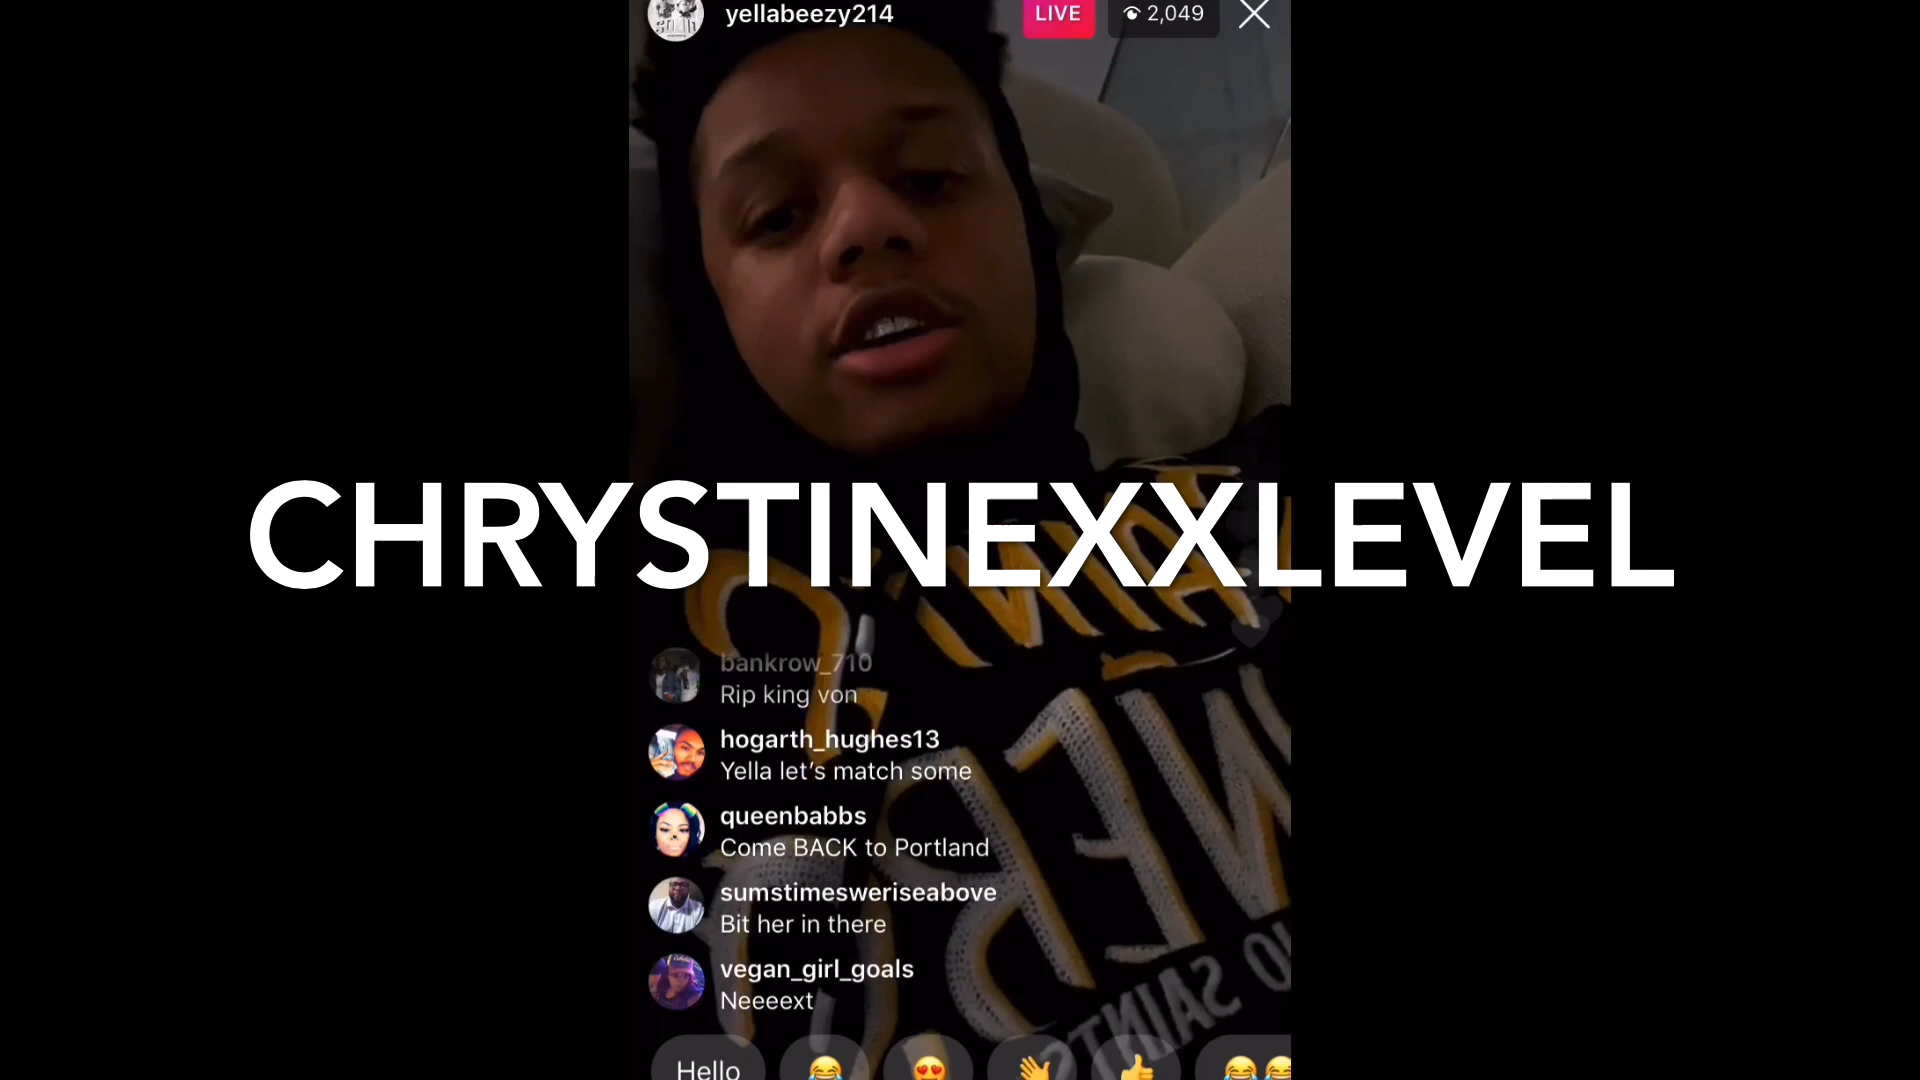 yellabeezy214
LIVE
2,049
CHRYSTINEXXLEVEL
bankrow_710
Rip king von
hogarth_hughes13
Yella let’s match some
queenbabbs
Come BACK to Portland
sumstimesweriseabove
Bit her in there
vegan_girl_goals
Neeeext
SAINTS
Hello